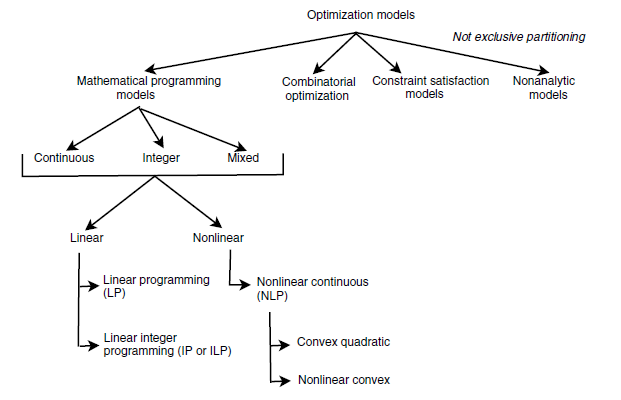 Optimization models
Not exclusive partitioning
Mathematical programming
models
Combinatorial
optimization
Constraint satisfaction
models
Nonanalytic
models
Continuous
Integer
Mixed
Linear
Nonlinear
Linear programming
(LP)
Nonlinear continuous
(NLP)
Linear integer
programming (IP or ILP)
Convex quadratic
Nonlinear convex